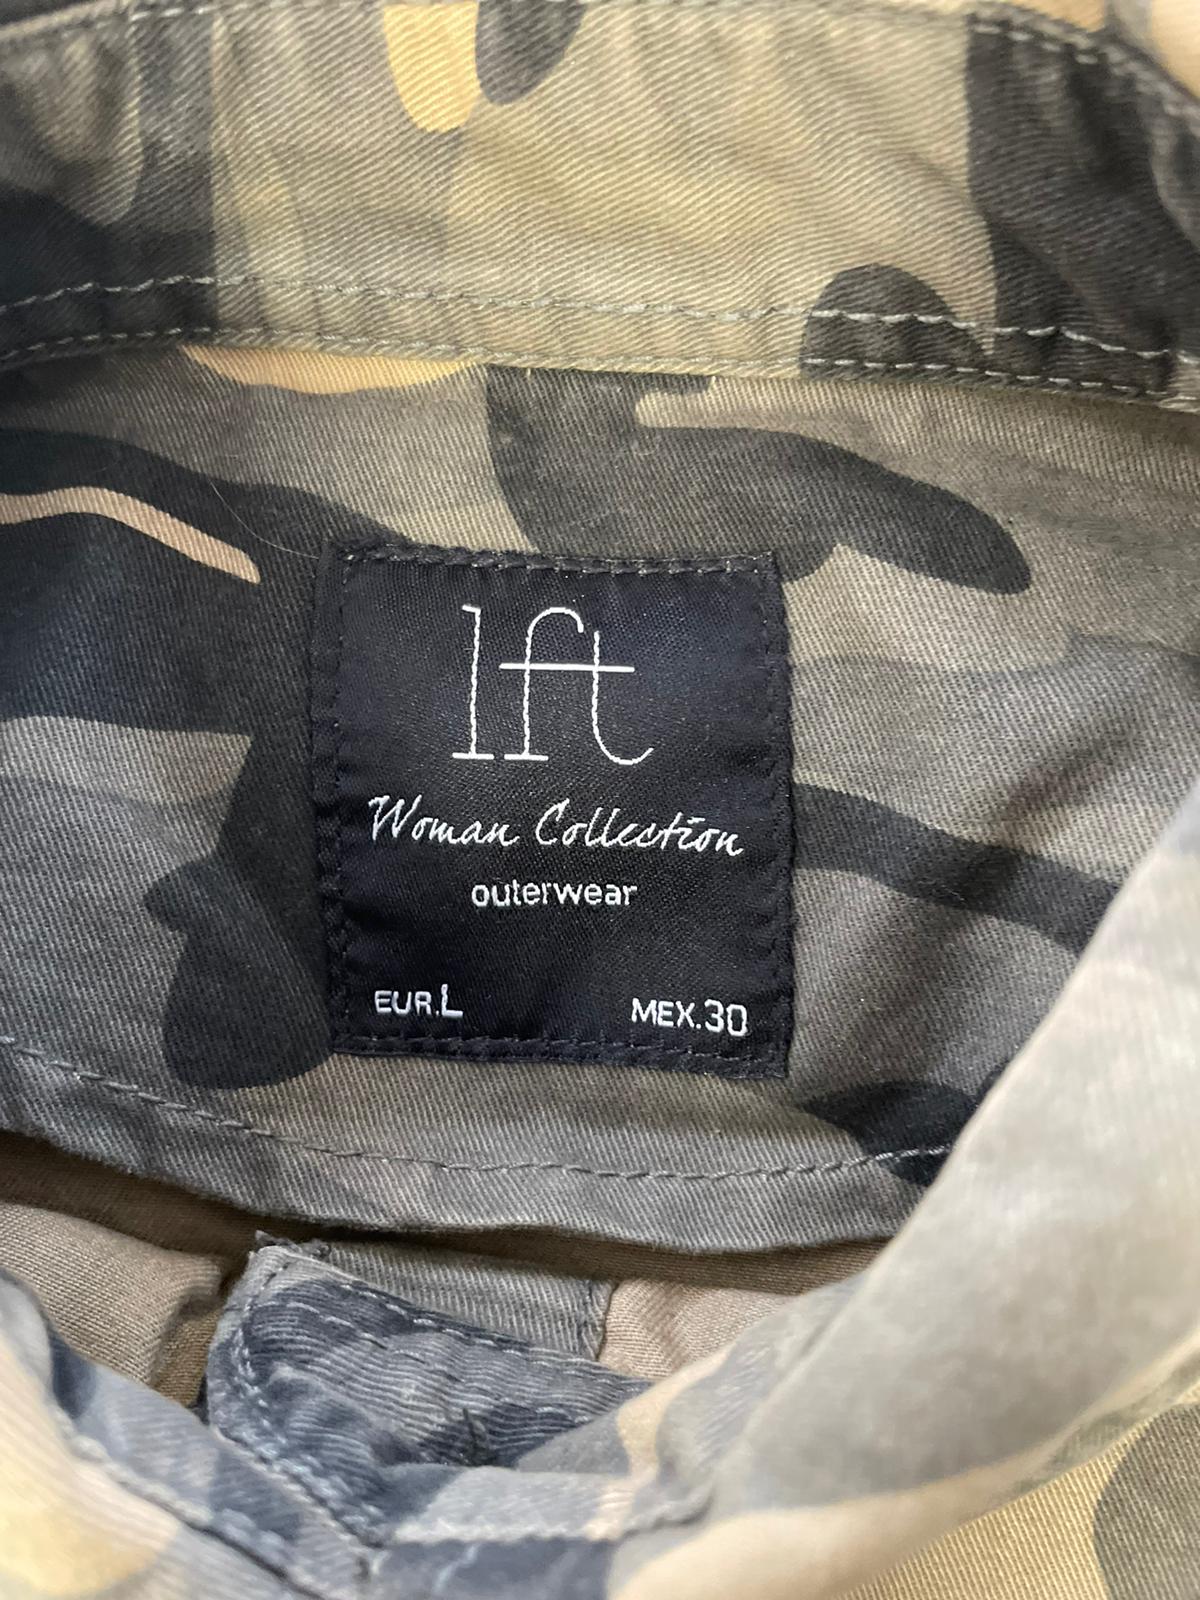 lft
Woman Collection
outerwear
EUR.L MEX.30